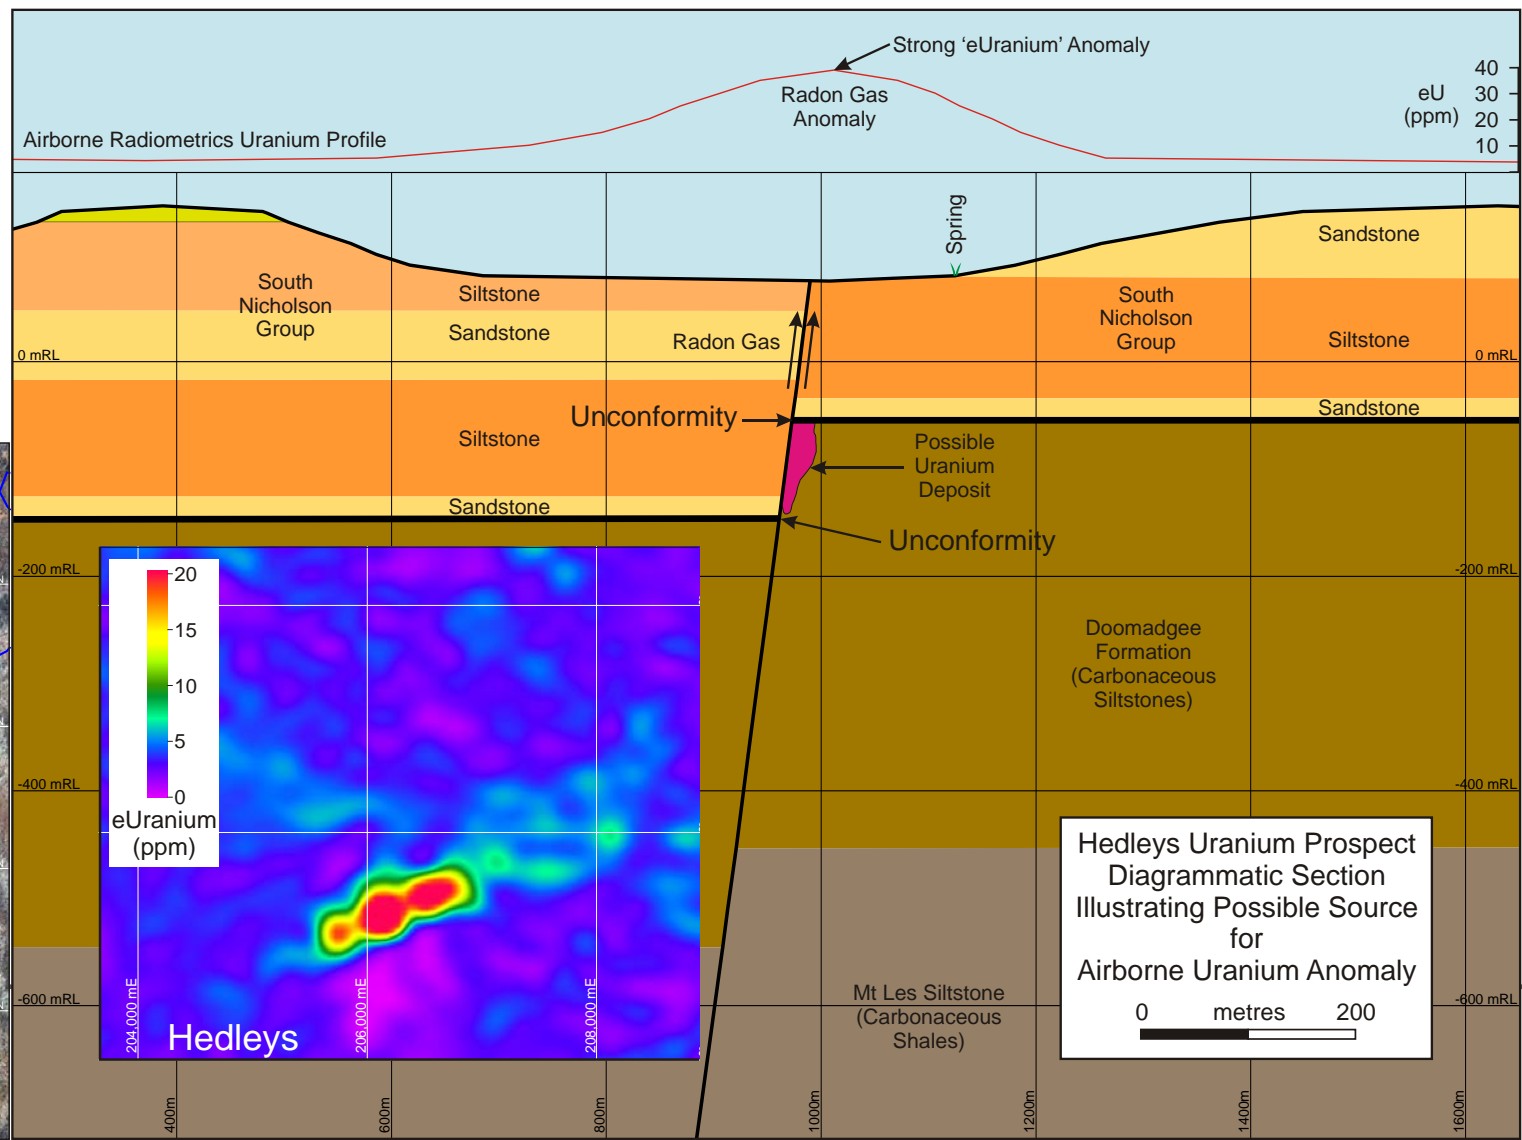 Strong ‘eUranium’ Anomaly
Radon Gas
Anomaly
Airborne Radiometrics Uranium Profile
eU
(ppm)
40
30
20
10
Spring
Sandstone
South
Nicholson
Group
Siltstone
Sandstone
Radon Gas
South
Nicholson
Group
Siltstone
0 mRL
0 mRL
Unconformity
Sandstone
Siltstone
Possible
Uranium
Deposit
Sandstone
Unconformity
-200 mRL
-200 mRL
20
15
10
5
0
eUranium
(ppm)
Doomadgee
Formation
(Carbonaceous
Siltstones)
-400 mRL
-400 mRL
Hedleys Uranium Prospect
Diagrammatic Section
Illustrating Possible Source
for
Airborne Uranium Anomaly
0 metres 200
204,000 mE
206,000 mE
208,000 mE
Hedleys
-600 mRL
-600 mRL
Mt Les Siltstone
(Carbonaceous
Shales)
400m
600m
800m
1000m
1200m
1400m
1600m